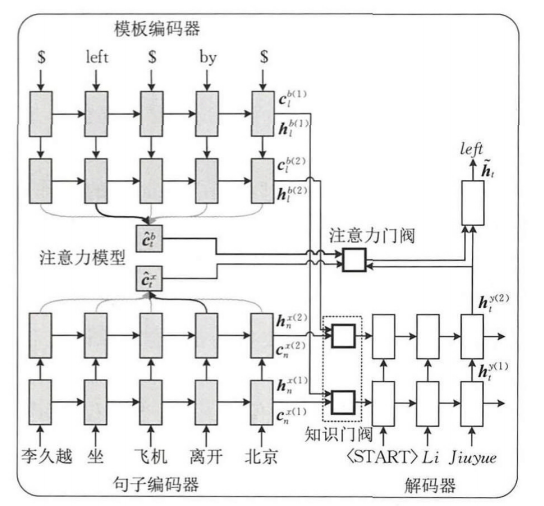 模板编码器
$ left $ by $
c_l^{b(1)}
h_l^{b(1)}
c_l^{b(2)}
h_l^{b(2)}
left
h̃_t
ĉ_t^b
注意力门阀
注意力模型
ĉ_t^x
h_t^{y(2)}
h_n^{x(2)}
c_n^{x(2)}
h_t^{y(1)}
h_n^{x(1)}
c_n^{x(1)}
知识门阀
李久越 坐 飞机 离开 北京
〈START〉 Li Jiuyue
句子编码器
解码器